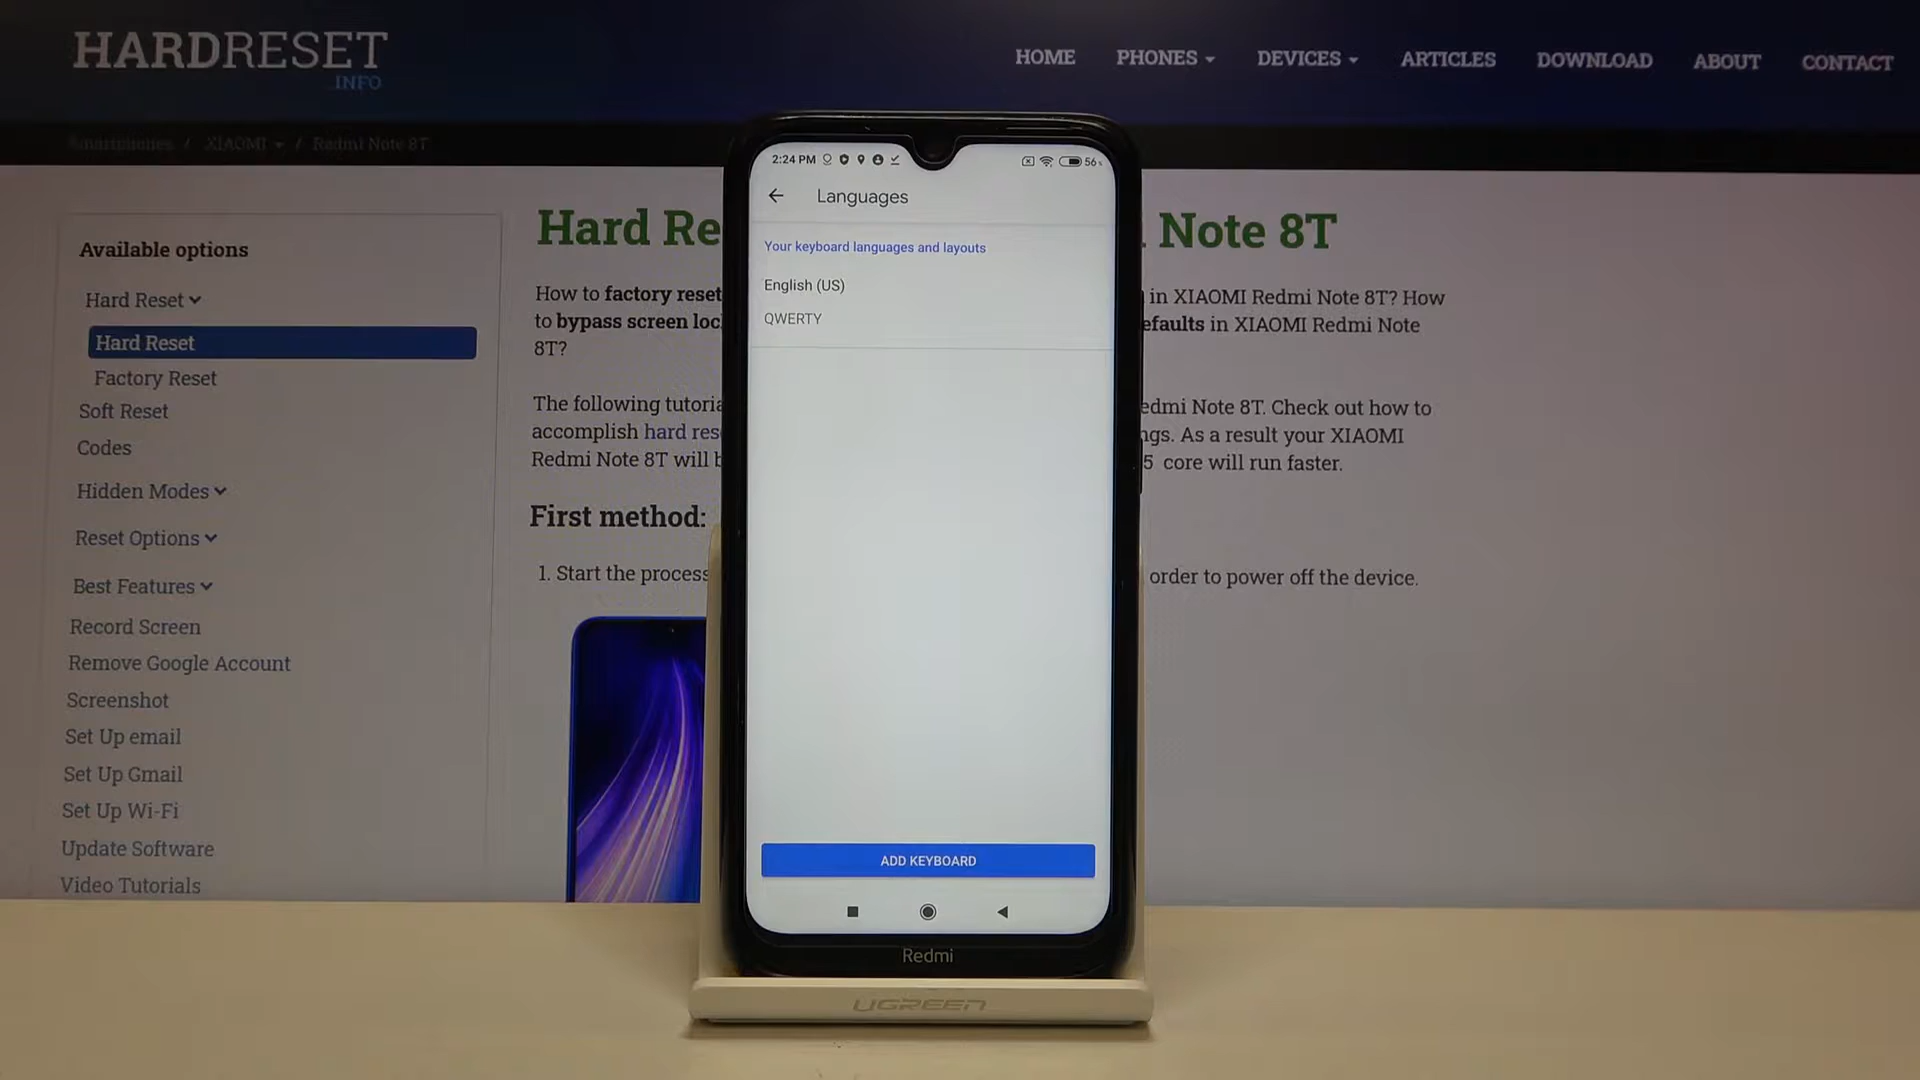 HARDRESET
.INFO
HOME PHONES DEVICES ARTICLES DOWNLOAD ABOUT CONTACT
Smartphones / XIAOMI / Redmi Note 8T
Available options
Hard Reset
Hard Reset
Factory Reset
Soft Reset
Codes
Hidden Modes
Reset Options
Best Features
Record Screen
Remove Google Account
Screenshot
Set Up email
Set Up Gmail
Set Up Wi-Fi
Update Software
Video Tutorials
Hard Re Note 8T
How to factory reset in XIAOMI Redmi Note 8T? How
to bypass screen loc efaults in XIAOMI Redmi Note
8T?
The following tutoria edmi Note 8T. Check out how to
accomplish hard res ngs. As a result your XIAOMI
Redmi Note 8T will b 5 core will run faster.
First method:
1. Start the process order to power off the device.
2:24 PM 56
Languages
Your keyboard languages and layouts
English (US)
QWERTY
ADD KEYBOARD
Redmi
UGREEN